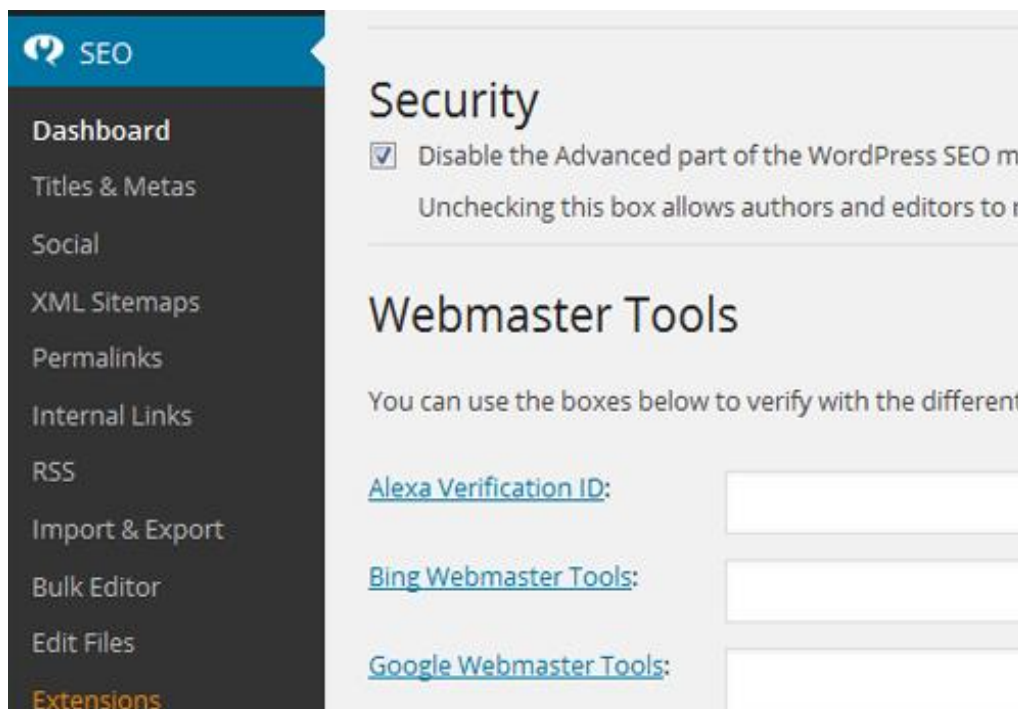 SEO
Dashboard
Titles & Metas
Social
XML Sitemaps
Permalinks
Internal Links
RSS
Import & Export
Bulk Editor
Edit Files
Extensions
Security
Disable the Advanced part of the WordPress SEO m
Unchecking this box allows authors and editors to
Webmaster Tools
You can use the boxes below to verify with the different
Alexa Verification ID:
Bing Webmaster Tools:
Google Webmaster Tools: